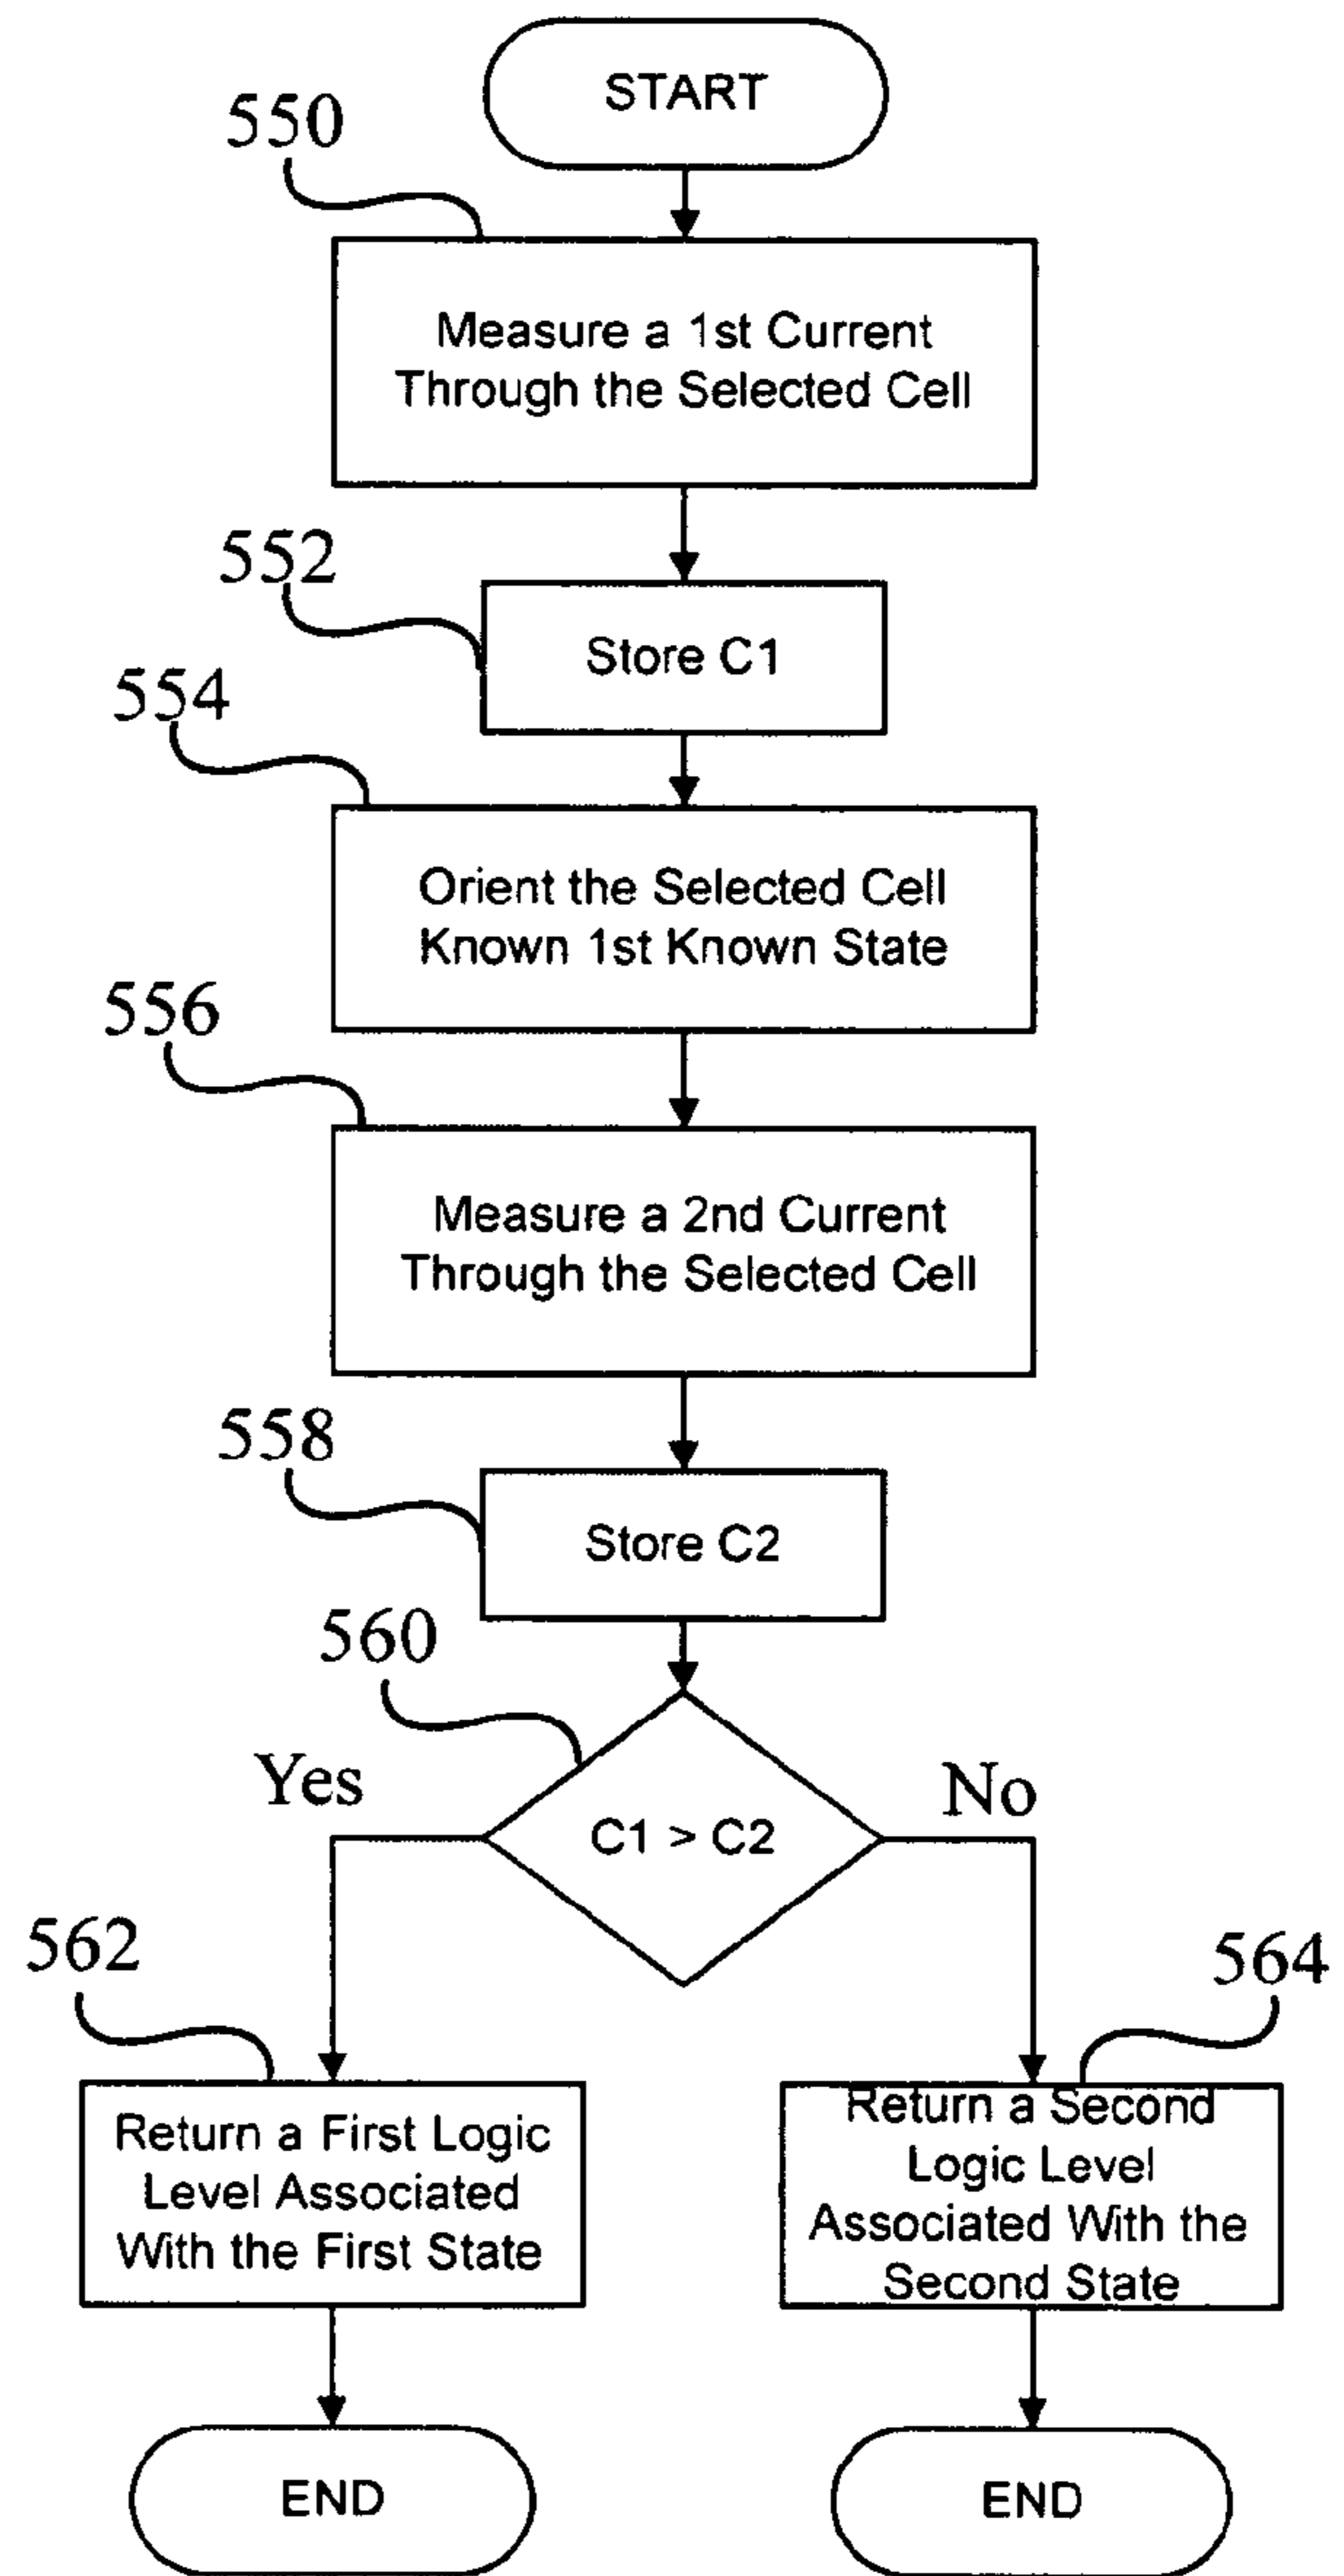 START
550
Measure a 1st Current
Through the Selected Cell
552
Store C1
554
Orient the Selected Cell
Known 1st Known State
556
Measure a 2nd Current
Through the Selected Cell
558
Store C2
560
Yes
No
C1 > C2
562
564
Return a First Logic
Level Associated
With the First State
Return a Second
Logic Level
Associated With the
Second State
END
END